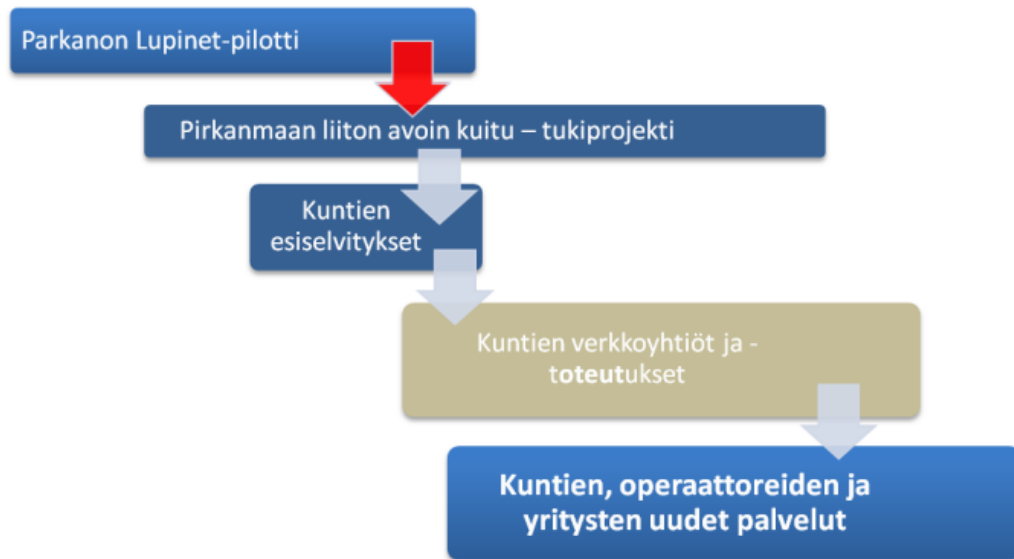 Parkanon Lupinet-pilotti
Pirkanmaan liiton avoin kuitu – tukiprojekti
Kuntien
esiselvitykset
Kuntien verkkoyhtiöt ja -
toteutukset
Kuntien, operaattoreiden ja
yritysten uudet palvelut